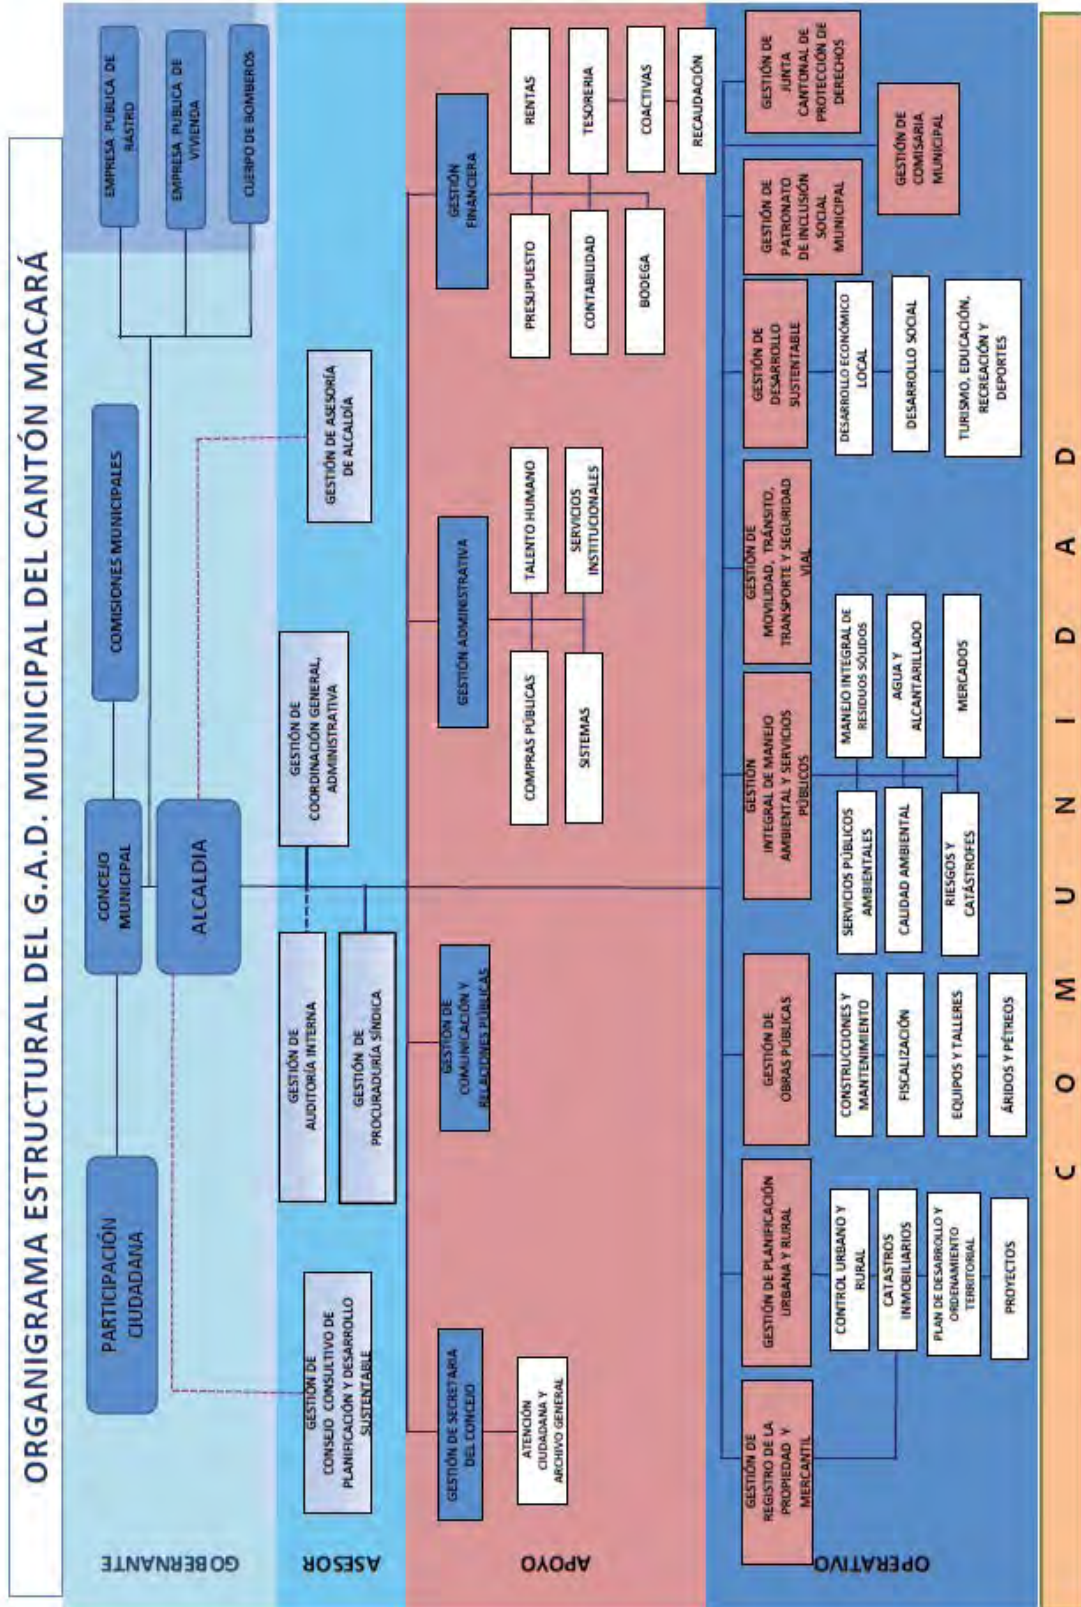 ORGANIGRAMA ESTRUCTURAL DEL G.A.D. MUNICIPAL DEL CANTÓN MACARÁ
GOBERNANTE
PARTICIPACIÓN
CIUDADANA
CONCEJO
MUNICIPAL
COMISIONES MUNICIPALES
ALCALDIA
EMPRESA PUBLICA DE
RASTRO
EMPRESA PUBLICA DE
VIVIENDA
CUERPO DE BOMBEROS
ASESOR
GESTIÓN DE
CONSEJO CONSULTIVO DE
PLANIFICACIÓN Y DESARROLLO
SUSTENTABLE
GESTIÓN DE
AUDITORÍA INTERNA
GESTIÓN DE
PROCURADURÍA SÍNDICA
GESTIÓN DE
COORDINACIÓN GENERAL,
ADMINISTRATIVA
GESTIÓN DE ASESORÍA
DE ALCALDÍA
APOYO
GESTIÓN DE SECRETARIA
DEL CONCEJO
ATENCIÓN
CIUDADANA Y
ARCHIVO GENERAL
GESTIÓN DE
COMUNICACIÓN Y
RELACIONES PÚBLICAS
GESTIÓN ADMINISTRATIVA
COMPRAS PÚBLICAS
TALENTO HUMANO
SISTEMAS
SERVICIOS
INSTITUCIONALES
GESTIÓN
FINANCIERA
PRESUPUESTO
RENTAS
CONTABILIDAD
TESORERIA
BODEGA
COACTIVAS
RECAUDACIÓN
OPERATIVO
GESTIÓN DE
REGISTRO DE LA
PROPIEDAD Y
MERCANTIL
GESTIÓN DE PLANIFICACIÓN
URBANA Y RURAL
CONTROL URBANO Y
RURAL
CATASTROS
INMOBILIARIOS
PLAN DE DESARROLLO Y
ORDENAMIENTO
TERRITORIAL
PROYECTOS
GESTIÓN DE
OBRAS PÚBLICAS
CONSTRUCCIONES Y
MANTENIMIENTO
FISCALIZACIÓN
EQUIPOS Y TALLERES
ÁRIDOS Y PÉTREOS
GESTIÓN
INTEGRAL DE MANEJO
AMBIENTAL Y SERVICIOS
PÚBLICOS
SERVICIOS PÚBLICOS
AMBIENTALES
MANEJO INTEGRAL DE
RESIDUOS SÓLIDOS
CALIDAD AMBIENTAL
AGUA Y
ALCANTARILLADO
RIESGOS Y
CATÁSTROFES
MERCADOS
GESTIÓN DE
MOVILIDAD, TRÁNSITO,
TRANSPORTE Y SEGURIDAD
VIAL
GESTIÓN DE
DESARROLLO
SUSTENTABLE
DESARROLLO ECONÓMICO
LOCAL
DESARROLLO SOCIAL
TURISMO, EDUCACIÓN,
RECREACIÓN Y
DEPORTES
GESTIÓN DE
PATRONATO
DE INCLUSIÓN
SOCIAL
MUNICIPAL
GESTIÓN DE
JUNTA
CANTONAL DE
PROTECCIÓN DE
DERECHOS
GESTIÓN DE
COMISARIA
MUNICIPAL
COMUNIDAD